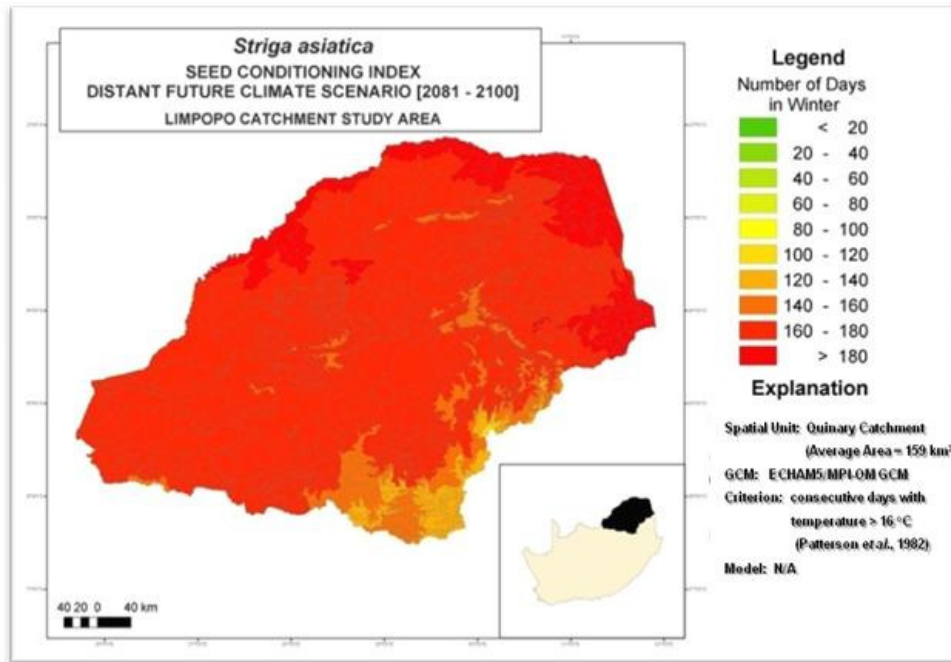 Striga asiatica
SEED CONDITIONING INDEX
DISTANT FUTURE CLIMATE SCENARIO [2081 - 2100]
LIMPOPO CATCHMENT STUDY AREA
Legend
Number of Days
in Winter
< 20
20 - 40
40 - 60
60 - 80
80 - 100
100 - 120
120 - 140
140 - 160
160 - 180
> 180
Explanation
Spatial Unit: Quinary Catchment
(Average Area = 159 km²
GCM: ECHAM5/MPI-OM GCM
Criterion: consecutive days with
temperature > 16 °C
(Patterson et al., 1982)
Model: N/A
40 20 0 40 km